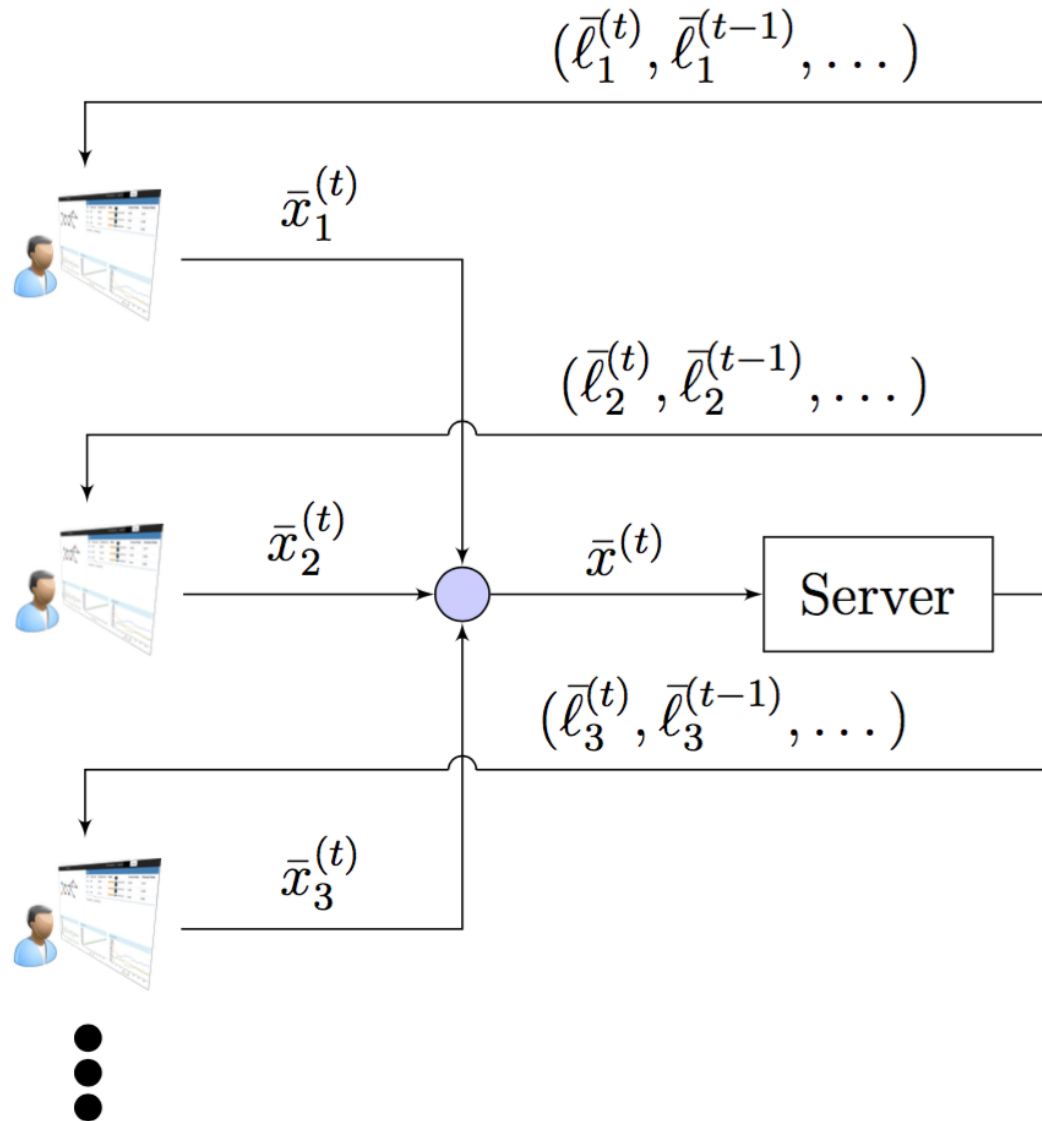 (ℓ̄₁⁽ᵗ⁾, ℓ̄₁⁽ᵗ⁻¹⁾, . . . )
x̄₁⁽ᵗ⁾
(ℓ̄₂⁽ᵗ⁾, ℓ̄₂⁽ᵗ⁻¹⁾, . . . )
x̄₂⁽ᵗ⁾
x̄⁽ᵗ⁾
Server
(ℓ̄₃⁽ᵗ⁾, ℓ̄₃⁽ᵗ⁻¹⁾, . . . )
x̄₃⁽ᵗ⁾